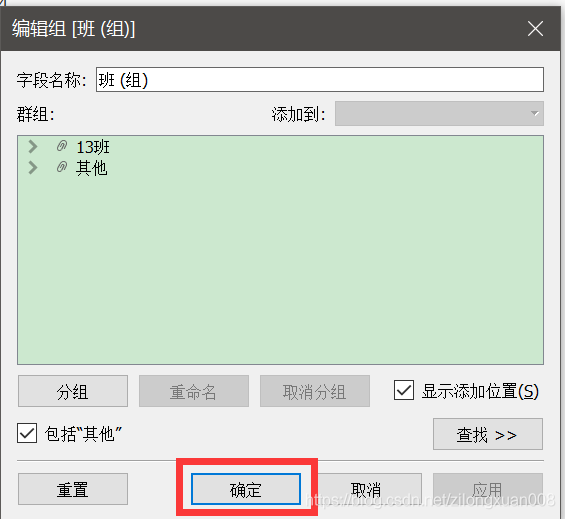 编辑组 [班 (组)]
字段名称: 班 (组)
群组: 添加到:
13班
其他
分组 重命名 取消分组 显示添加位置(S)
包括“其他” 查找 >>
重置 确定 取消 应用
https://blog.csdn.net/zilongxuan008